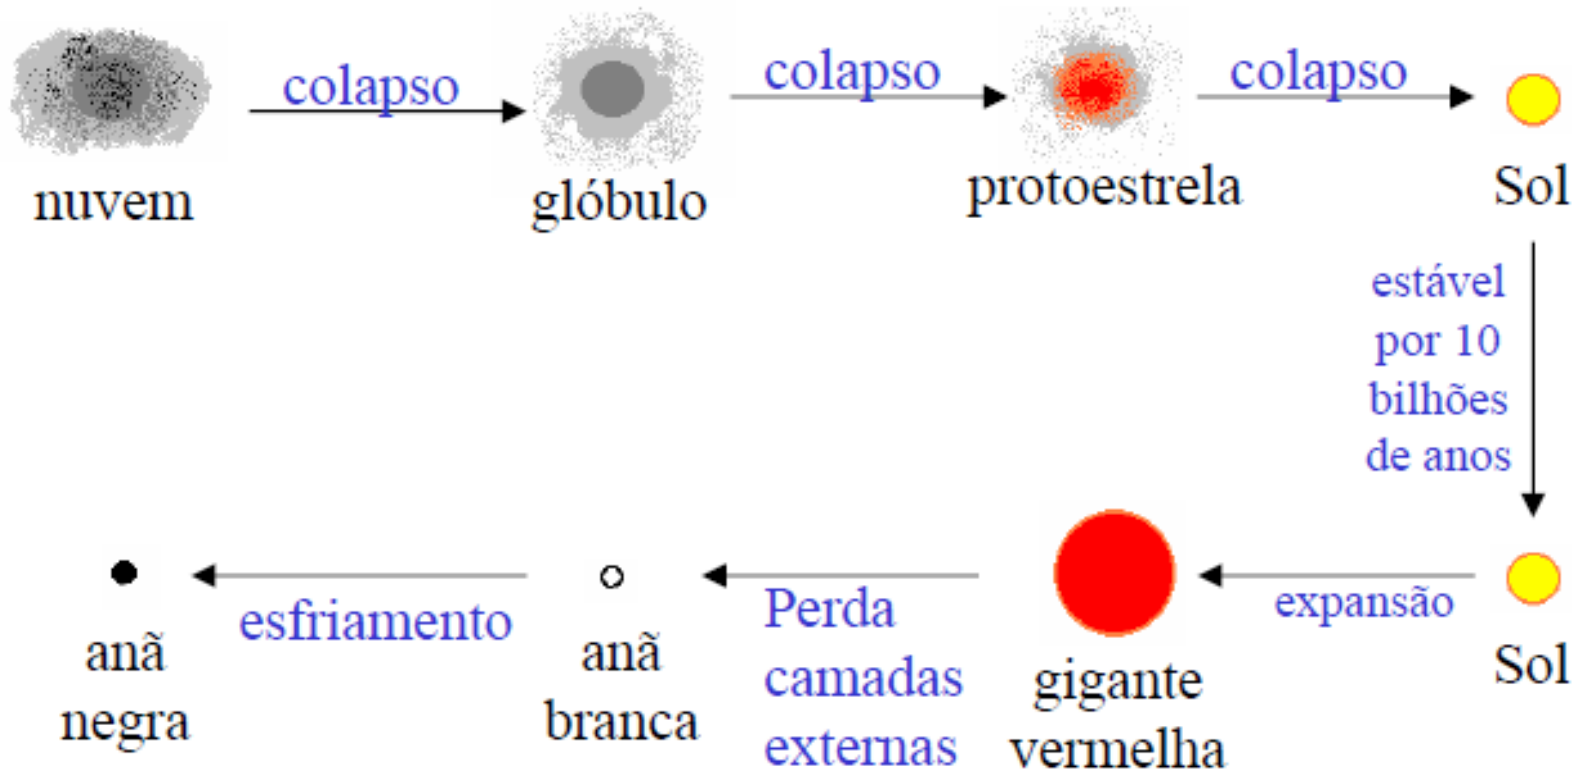 colapso
colapso
colapso
nuvem
glóbulo
protoestrela
Sol
estável
por 10
bilhões
de anos
anã
negra
esfriamento
anã
branca
Perda
camadas
externas
gigante
vermelha
expansão
Sol